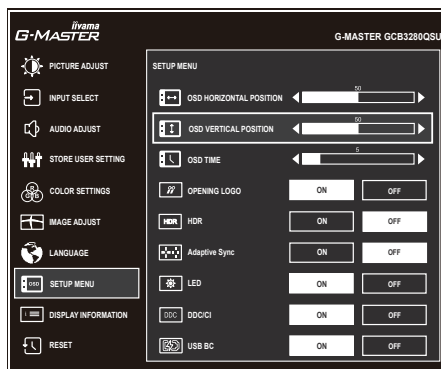 iiyama
G-MASTER
G-MASTER GCB3280QSU
PICTURE ADJUST
INPUT SELECT
AUDIO ADJUST
STORE USER SETTING
R
G B
COLOR SETTINGS
IMAGE ADJUST
LANGUAGE
OSD
SETUP MENU
DISPLAY INFORMATION
RESET
SETUP MENU
OSD HORIZONTAL POSITION 50
OSD VERTICAL POSITION 50
OSD TIME 5
OPENING LOGO ON OFF
HDR HDR ON OFF
Adaptive Sync ON OFF
LED ON OFF
DDC DDC/CI ON OFF
USB BC ON OFF